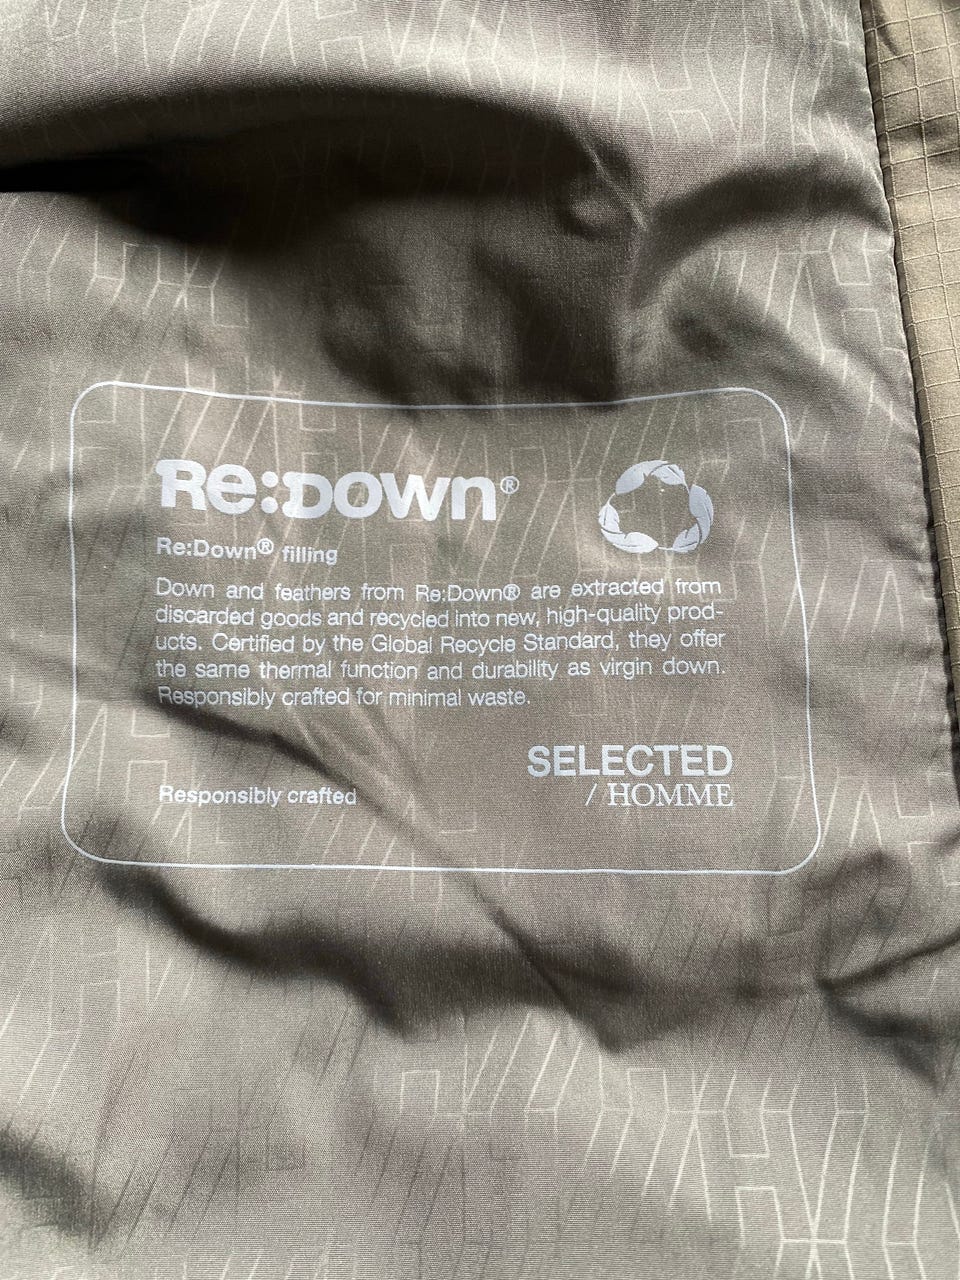 Re:Down®
Re:Down® filling
Down and feathers from Re:Down® are extracted from
discarded goods and recycled into new, high-quality prod-
ucts. Certified by the Global Recycle Standard, they offer
the same thermal function and durability as virgin down.
Responsibly crafted for minimal waste.
SELECTED
/ HOMME
Responsibly crafted